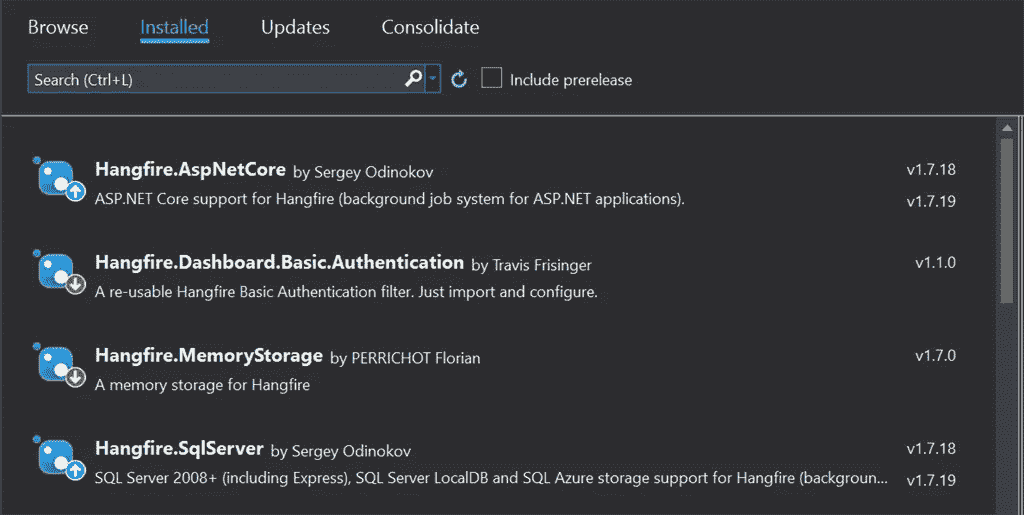 Browse Installed Updates Consolidate
Search (Ctrl+L) Include prerelease
Hangfire.AspNetCore by Sergey Odinokov v1.7.18
ASP.NET Core support for Hangfire (background job system for ASP.NET applications). v1.7.19
Hangfire.Dashboard.Basic.Authentication by Travis Frisinger v1.1.0
A re-usable Hangfire Basic Authentication filter. Just import and configure.
Hangfire.MemoryStorage by PERRICHOT Florian v1.7.0
A memory storage for Hangfire
Hangfire.SqlServer by Sergey Odinokov v1.7.18
SQL Server 2008+ (including Express), SQL Server LocalDB and SQL Azure storage support for Hangfire (backgroun... v1.7.19